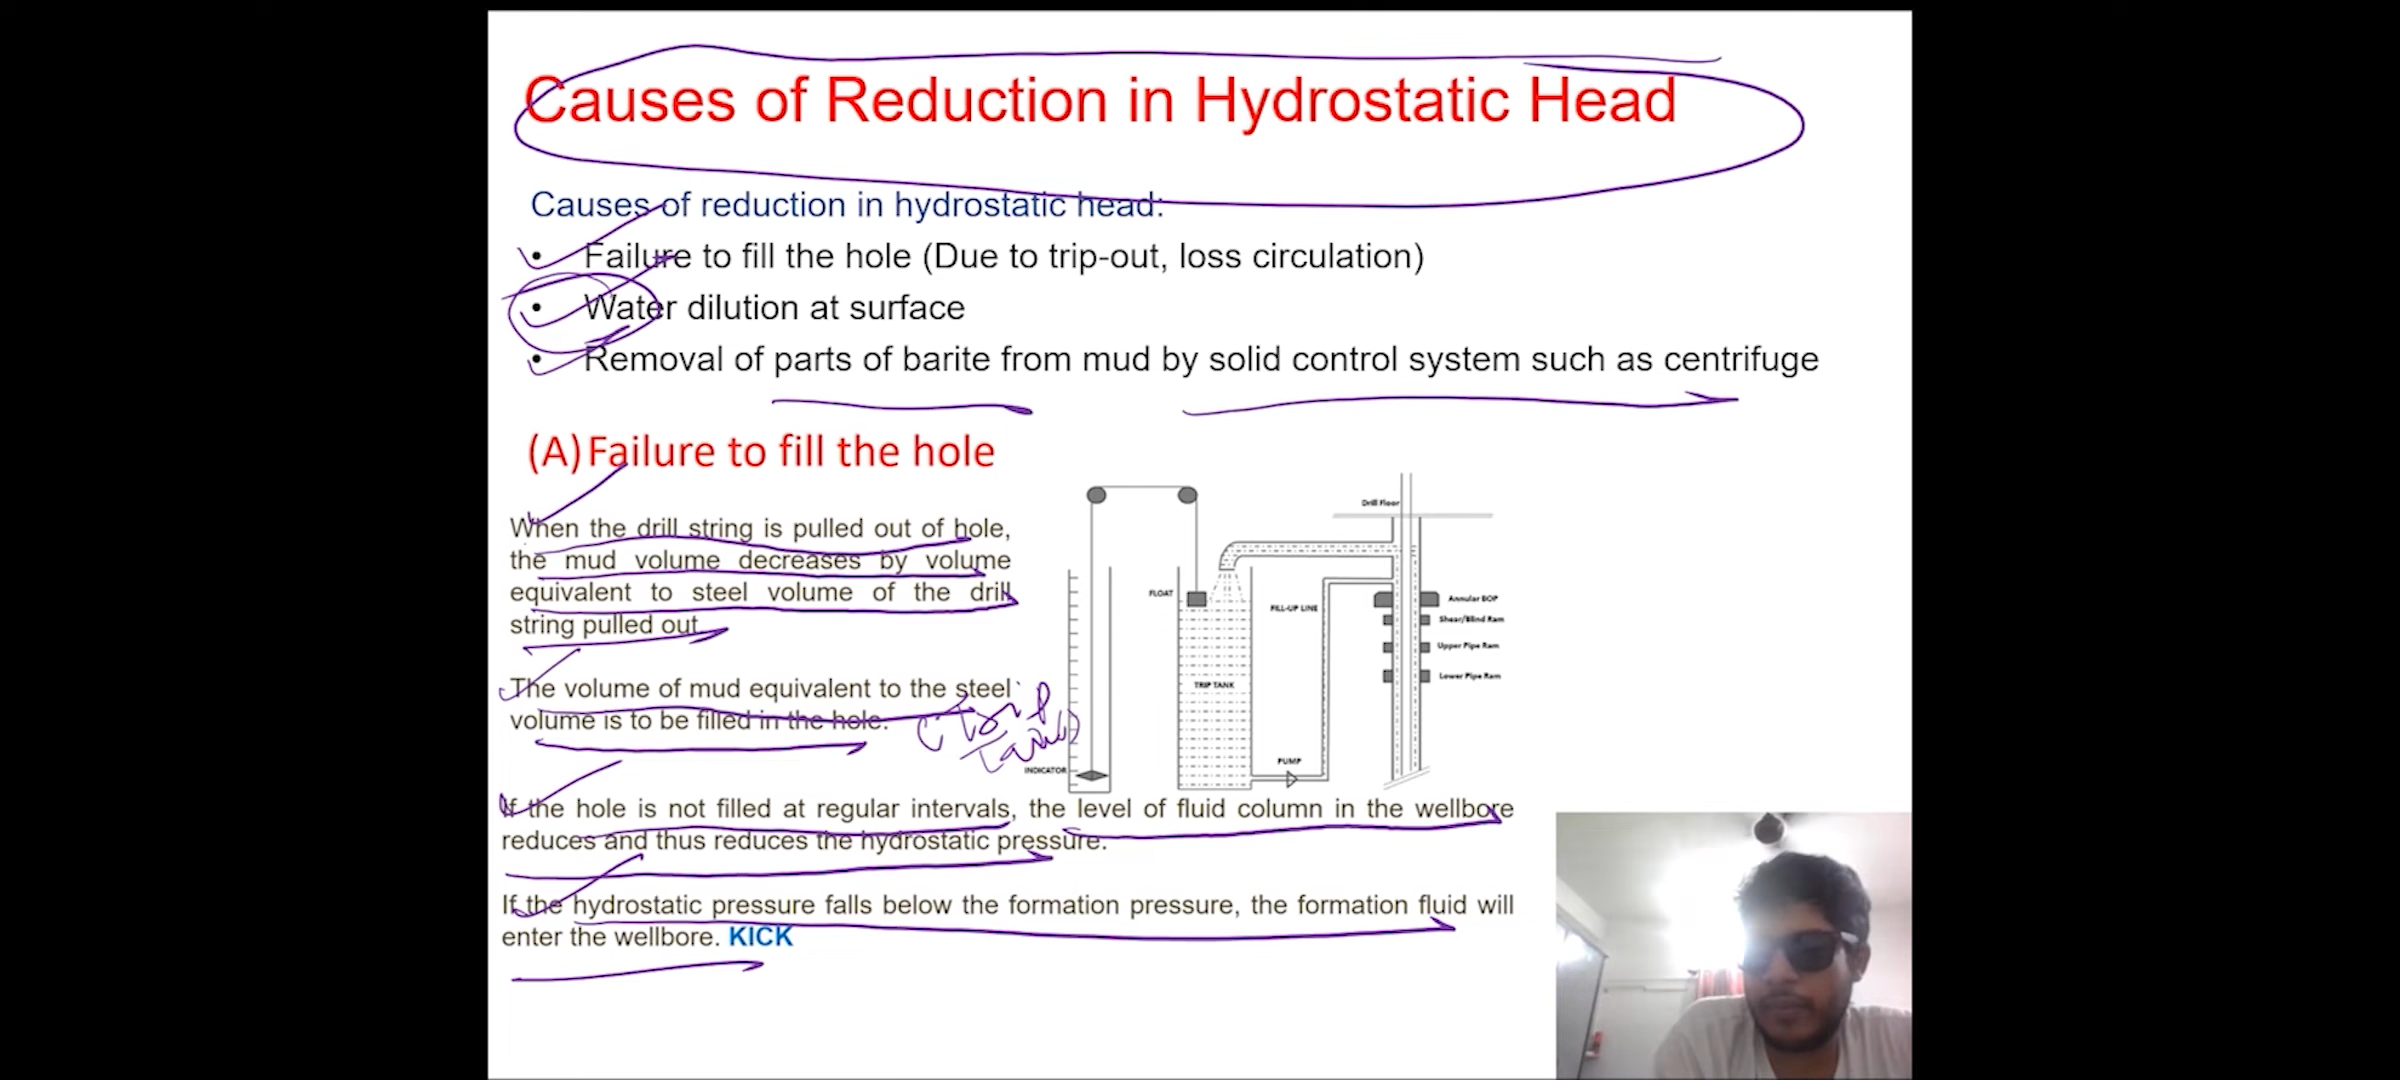 Causes of Reduction in Hydrostatic Head
Causes of reduction in hydrostatic head:
• Failure to fill the hole (Due to trip-out, loss circulation)
• Water dilution at surface
• Removal of parts of barite from mud by solid control system such as centrifuge
(A) Failure to fill the hole
When the drill string is pulled out of hole,
the mud volume decreases by volume
equivalent to steel volume of the drill
string pulled out.
The volume of mud equivalent to the steel
volume is to be filled in the hole.
(Trip
Tank)
Drill Floor
FLOAT
FILL-UP LINE
Annular BOP
Shear/Blind Ram
Upper Pipe Ram
Lower Pipe Ram
TRIP TANK
PUMP
INDICATOR
If the hole is not filled at regular intervals, the level of fluid column in the wellbore
reduces and thus reduces the hydrostatic pressure.
If the hydrostatic pressure falls below the formation pressure, the formation fluid will
enter the wellbore. KICK